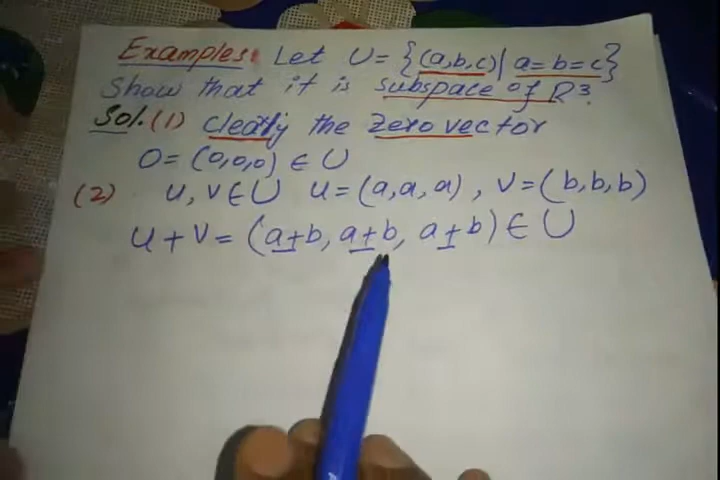 Examples: Let U = {(a,b,c) | a=b=c}
Show that it is subspace of R3.
Sol. (1) Clearly the Zero vector
0 = (0,0,0) ∈ U
(2) u, v ∈ U u = (a, a, a), v = (b, b, b)
u + v = (a+b, a+b, a+b) ∈ U